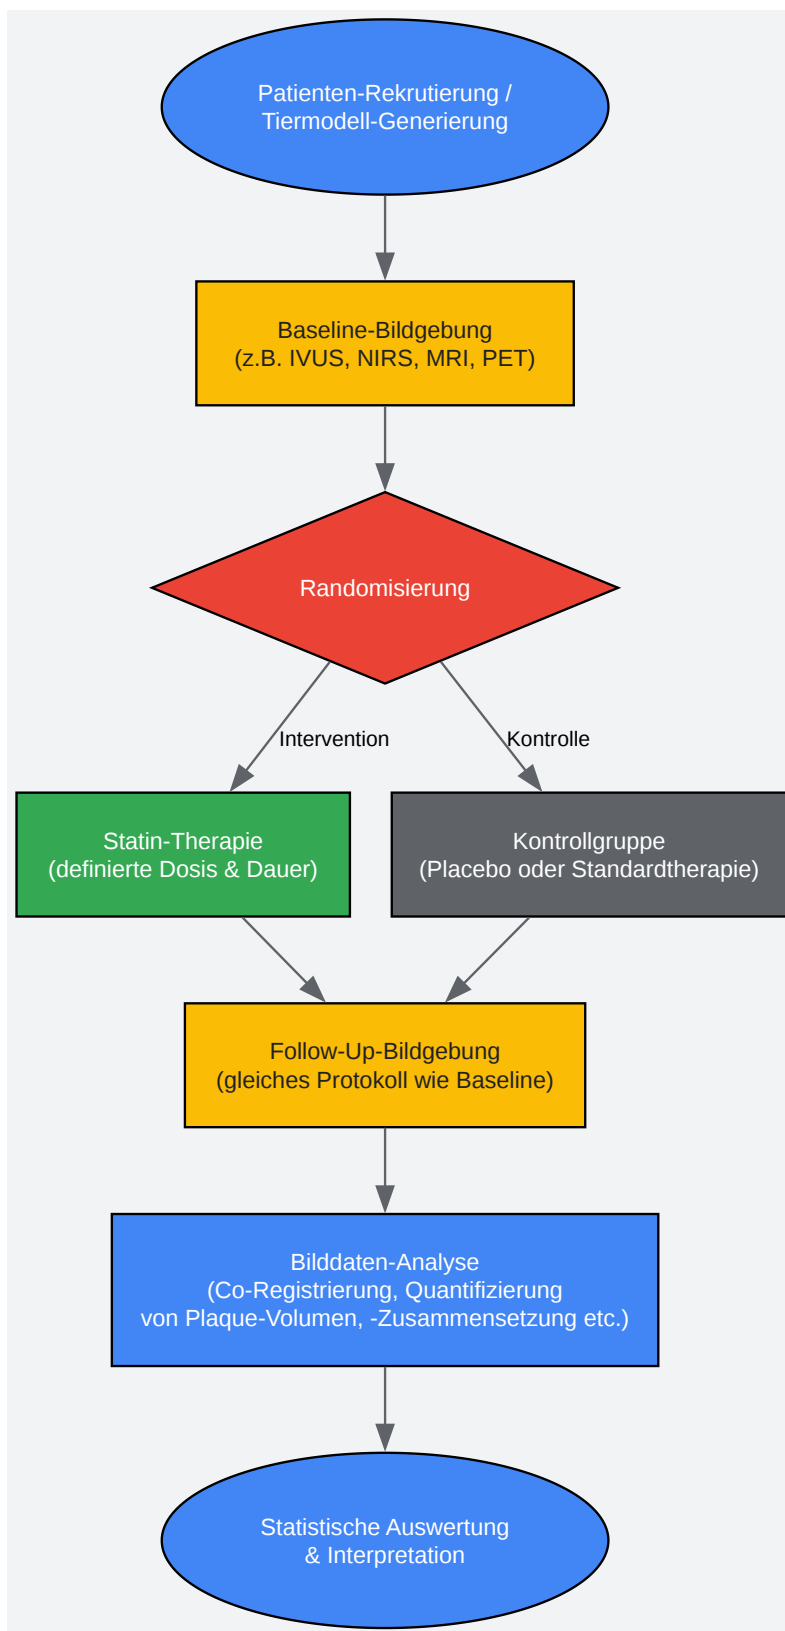 Patienten-Rekrutierung /
Tiermodell-Generierung
Baseline-Bildgebung
(z.B. IVUS, NIRS, MRI, PET)
Randomisierung
Intervention
Kontrolle
Statin-Therapie
(definierte Dosis & Dauer)
Kontrollgruppe
(Placebo oder Standardtherapie)
Follow-Up-Bildgebung
(gleiches Protokoll wie Baseline)
Bilddaten-Analyse
(Co-Registrierung, Quantifizierung
von Plaque-Volumen, -Zusammensetzung etc.)
Statistische Auswertung
& Interpretation